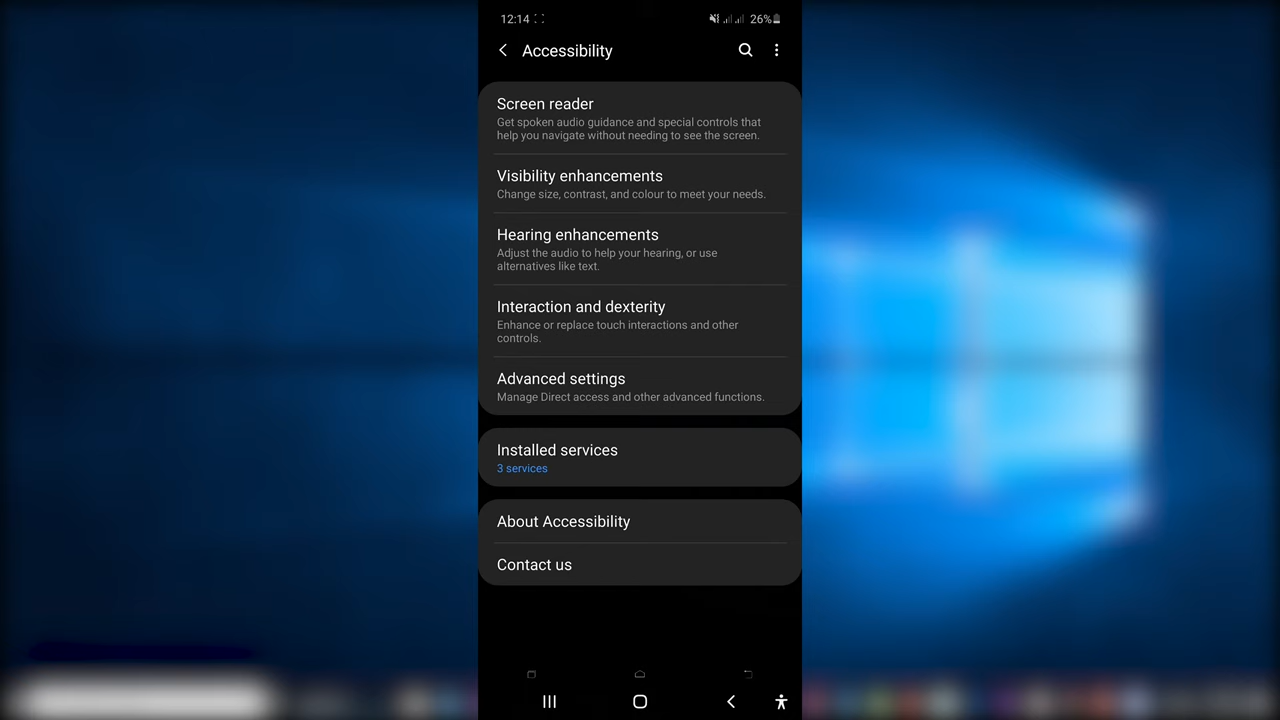 12:14
26%
Accessibility
Screen reader
Get spoken audio guidance and special controls that
help you navigate without needing to see the screen.
Visibility enhancements
Change size, contrast, and colour to meet your needs.
Hearing enhancements
Adjust the audio to help your hearing, or use
alternatives like text.
Interaction and dexterity
Enhance or replace touch interactions and other
controls.
Advanced settings
Manage Direct access and other advanced functions.
Installed services
3 services
About Accessibility
Contact us